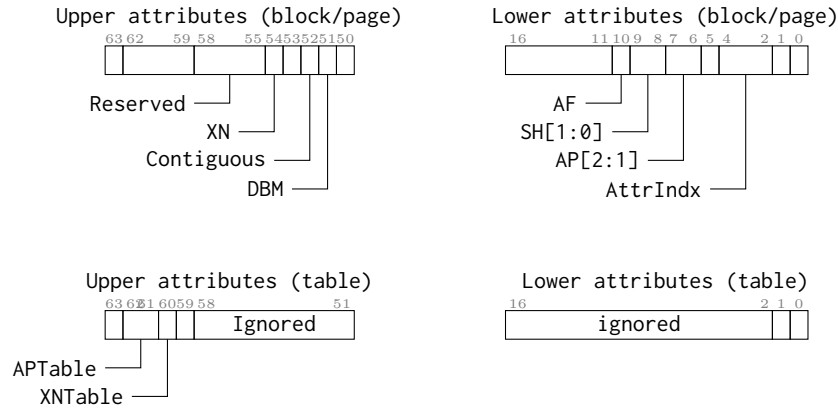 Upper attributes (block/page)
63 62 59 58 55 54 53 52 51 50
Reserved
XN
Contiguous
DBM
Lower attributes (block/page)
16 11 10 9 8 7 6 5 4 2 1 0
AF
SH[1:0]
AP[2:1]
AttrIndx
Upper attributes (table)
63 62 61 60 59 58 51
Ignored
APTable
XNTable
Lower attributes (table)
16 2 1 0
ignored